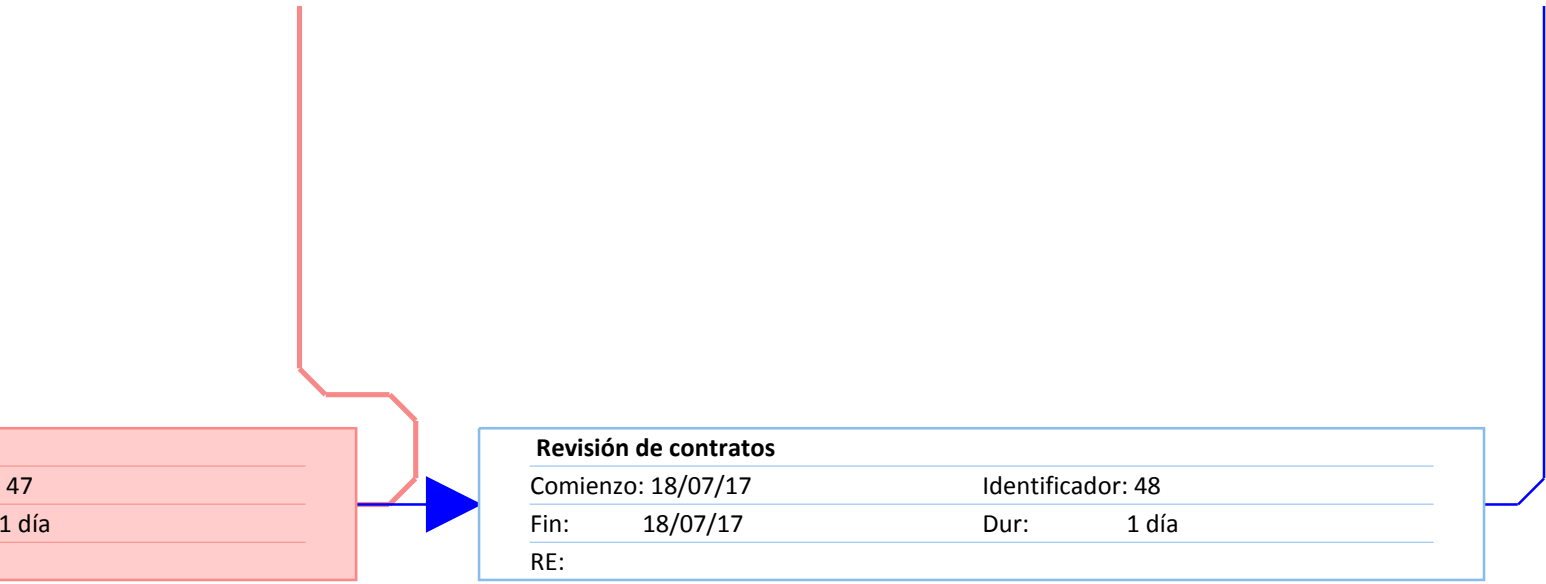 47
1 día
Revisión de contratos
Comienzo: 18/07/17 Identificador: 48
Fin: 18/07/17 Dur: 1 día
RE: